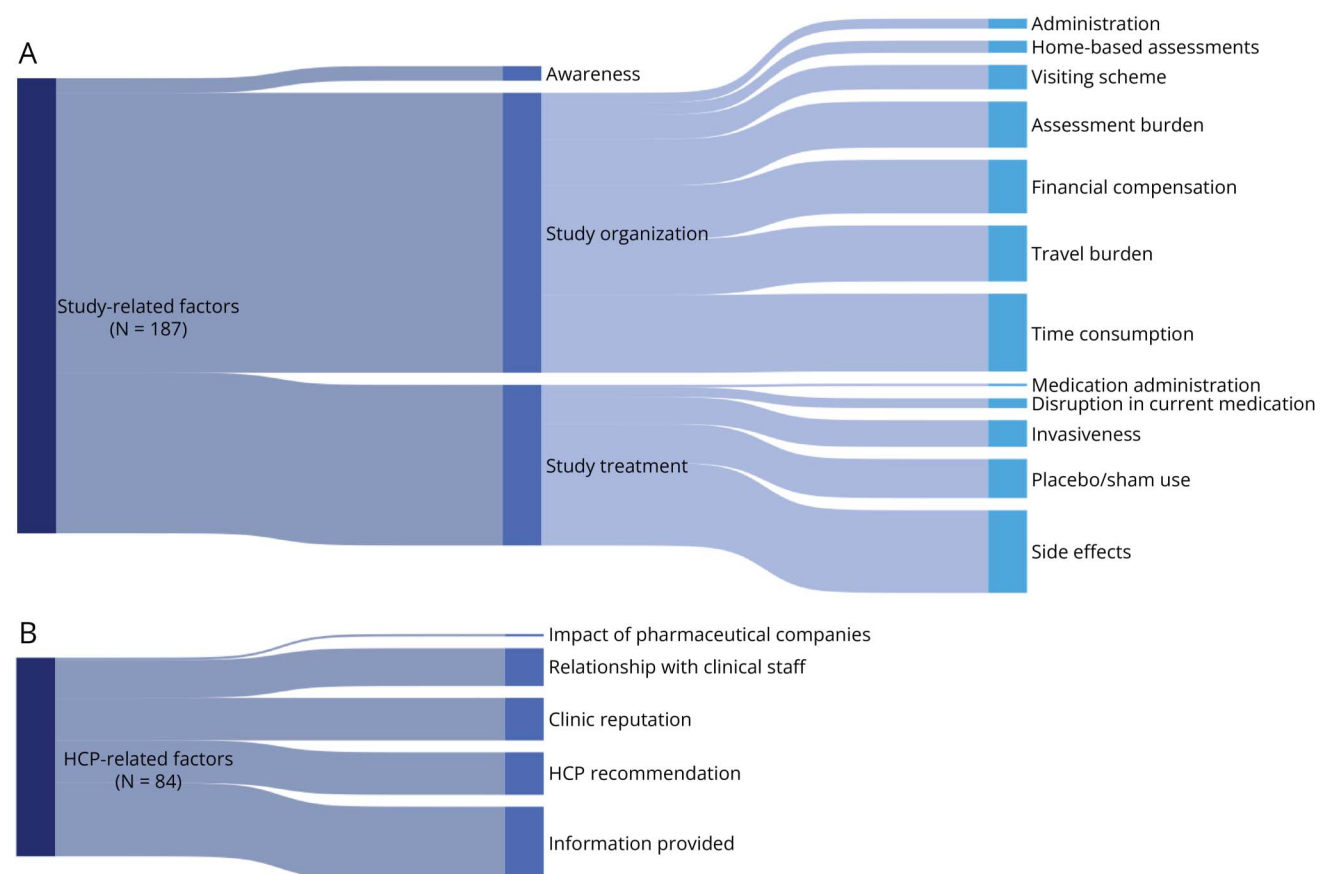 A
Administration
Home-based assessments
Awareness
Visiting scheme
Assessment burden
Financial compensation
Study organization
Travel burden
Study-related factors
(N = 187)
Time consumption
Medication administration
Disruption in current medication
Invasiveness
Study treatment
Placebo/sham use
Side effects
B
Impact of pharmaceutical companies
Relationship with clinical staff
Clinic reputation
HCP-related factors
(N = 84)
HCP recommendation
Information provided